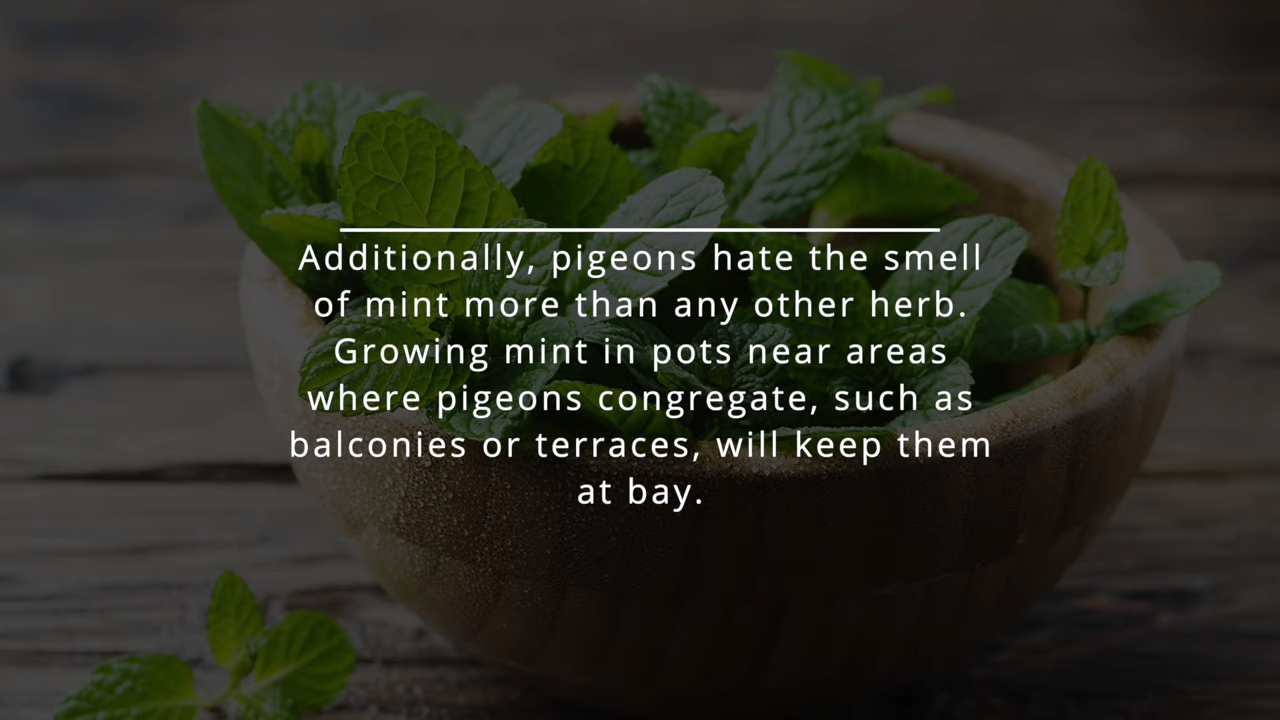 Additionally, pigeons hate the smell
of mint more than any other herb.
Growing mint in pots near areas
where pigeons congregate, such as
balconies or terraces, will keep them
at bay.